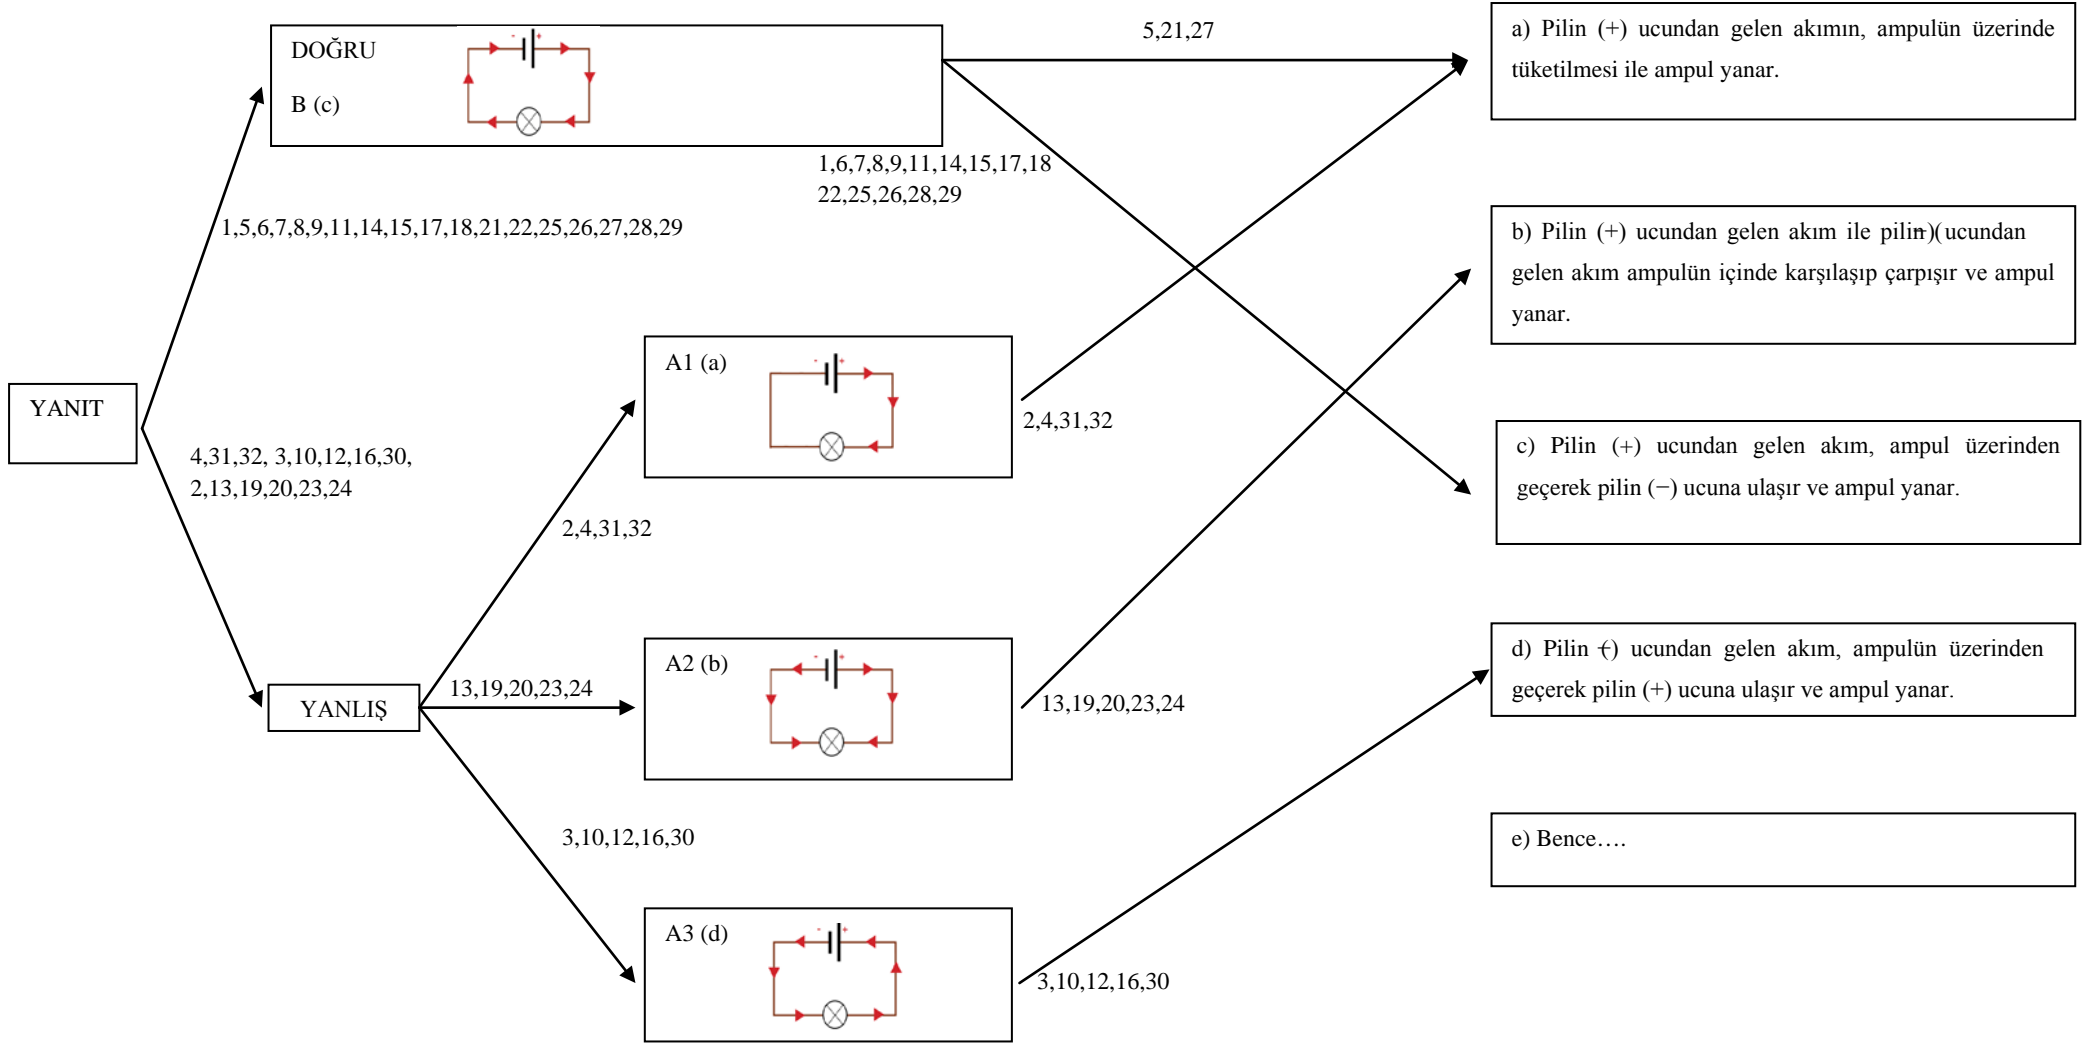 DOĞRU
B (c)
- +
5,21,27
a) Pilin (+) ucundan gelen akımın, ampulün üzerinde
tüketilmesi ile ampul yanar.
1,6,7,8,9,11,14,15,17,18
22,25,26,28,29
1,5,6,7,8,9,11,14,15,17,18,21,22,25,26,27,28,29
b) Pilin (+) ucundan gelen akım ile pilin−)(ucundan
gelen akım ampulün içinde karşılaşıp çarpışır ve ampul
yanar.
YANIT
4,31,32, 3,10,12,16,30,
2,13,19,20,23,24
A1 (a)
- +
2,4,31,32
2,4,31,32
c) Pilin (+) ucundan gelen akım, ampul üzerinden
geçerek pilin (−) ucuna ulaşır ve ampul yanar.
YANLIŞ
13,19,20,23,24
A2 (b)
- +
13,19,20,23,24
d) Pilin (−) ucundan gelen akım, ampulün üzerinden
geçerek pilin (+) ucuna ulaşır ve ampul yanar.
3,10,12,16,30
A3 (d)
- +
3,10,12,16,30
e) Bence….